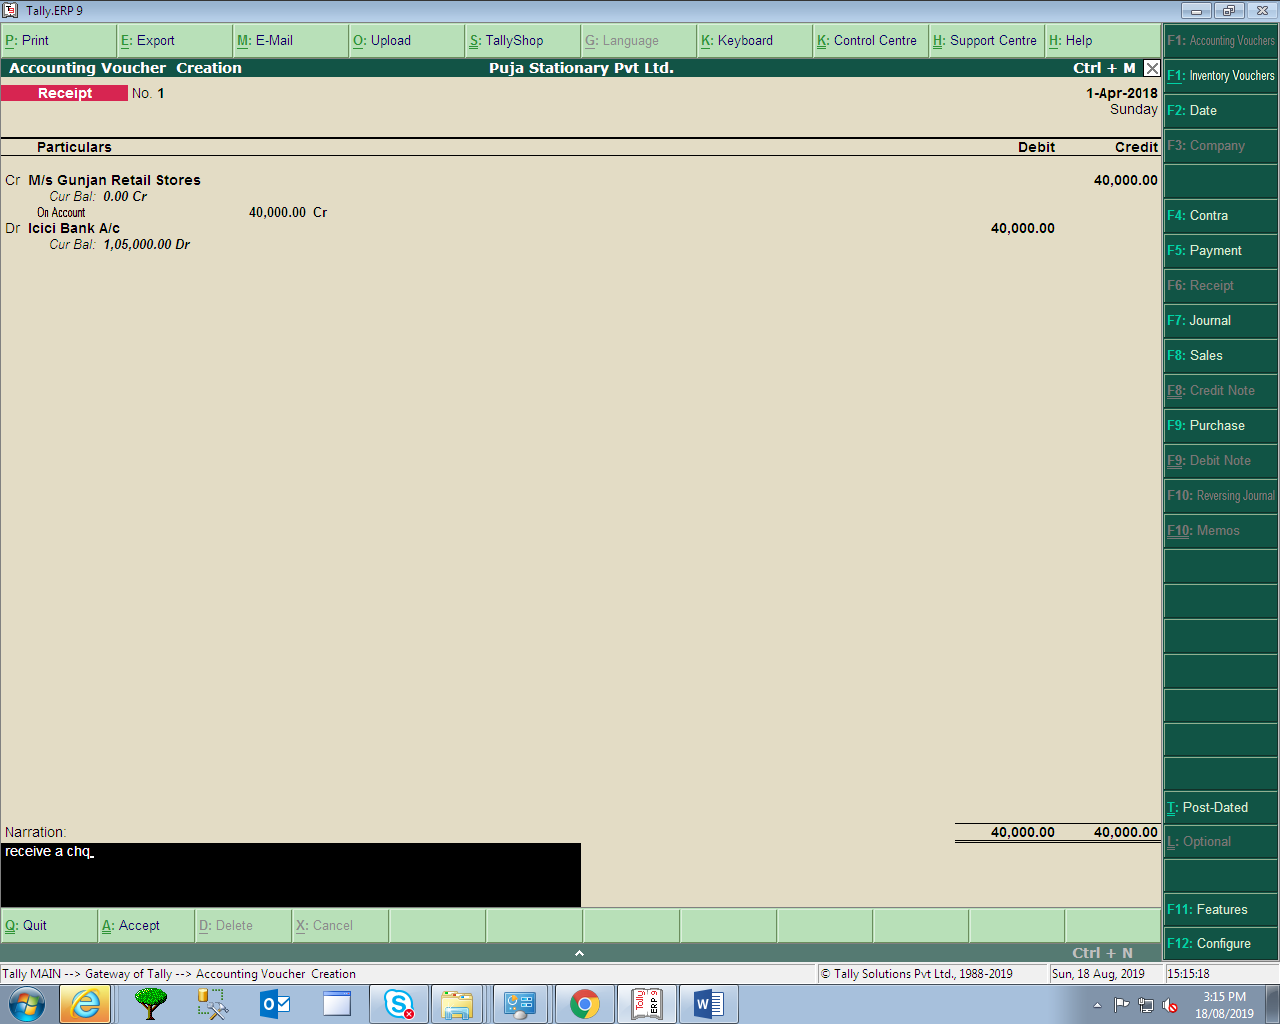 Tally.ERP 9
P: Print E: Export M: E-Mail O: Upload S: TallyShop G: Language K: Keyboard K: Control Centre H: Support Centre H: Help
Accounting Voucher Creation Puja Stationary Pvt Ltd. Ctrl + M
Receipt No. 1 1-Apr-2018
Sunday
Particulars Debit Credit
Cr M/s Gunjan Retail Stores 40,000.00
Cur Bal: 0.00 Cr
On Account 40,000.00 Cr
Dr Icici Bank A/c 40,000.00
Cur Bal: 1,05,000.00 Dr
Narration: 40,000.00 40,000.00
receive a chq
F1: Accounting Vouchers
F1: Inventory Vouchers
F2: Date
F3: Company
F4: Contra
F5: Payment
F6: Receipt
F7: Journal
F8: Sales
F8: Credit Note
F9: Purchase
F9: Debit Note
F10: Reversing Journal
F10: Memos
T: Post-Dated
L: Optional
F11: Features
F12: Configure
Q: Quit A: Accept D: Delete X: Cancel
Ctrl + N
Tally MAIN --> Gateway of Tally --> Accounting Voucher Creation © Tally Solutions Pvt Ltd., 1988-2019 Sun, 18 Aug, 2019 15:15:18
Tally ERP 9
3:15 PM
18/08/2019